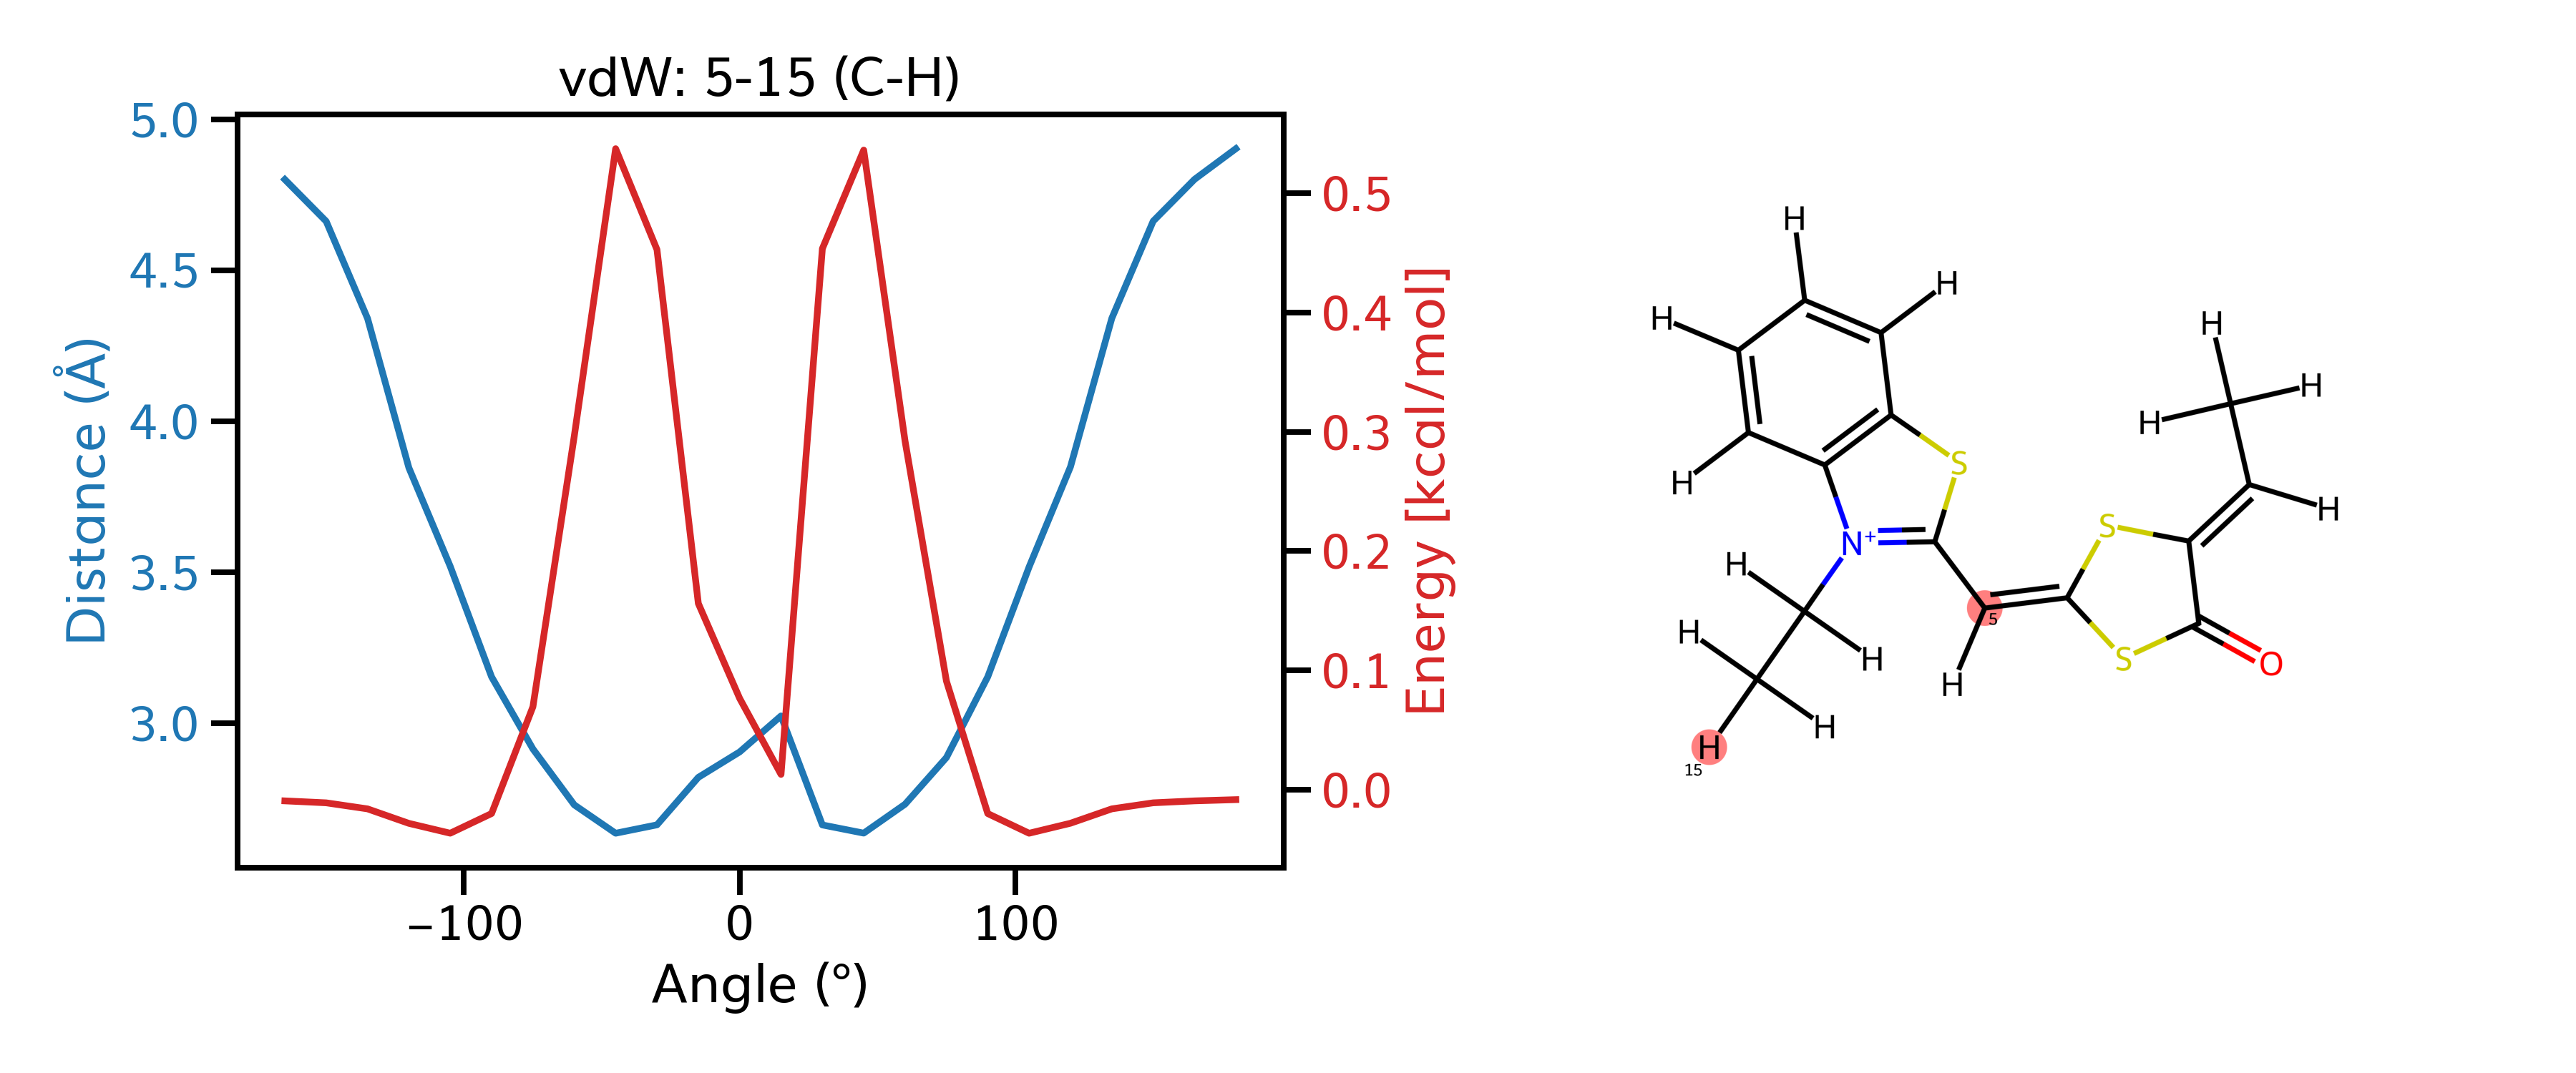 vdW: 5-15 (C-H)
5.0
4.5
4.0
3.5
3.0
Distance (Å)
0.5
0.4
0.3
0.2
0.1
0.0
Energy [kcal/mol]
−100
0
100
Angle (°)
H
H
H
H
H
H
H
S
S
N⁺
H
H
5
H
H
S
O
H
H
H
15